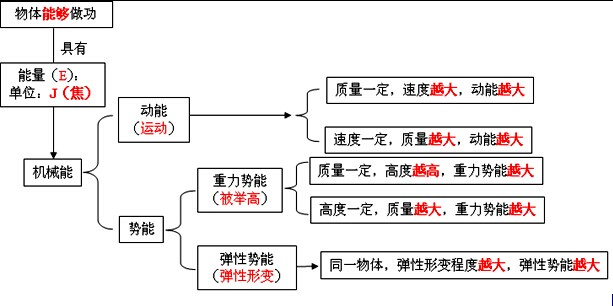 物体能够做功
具有
能量（E）：
单位：J（焦）
机械能
动能
（运动）
质量一定，速度越大，动能越大
速度一定，质量越大，动能越大
势能
重力势能
（被举高）
质量一定，高度越高，重力势能越大
高度一定，质量越大，重力势能越大
弹性势能
（弹性形变）
同一物体，弹性形变程度越大，弹性势能越大